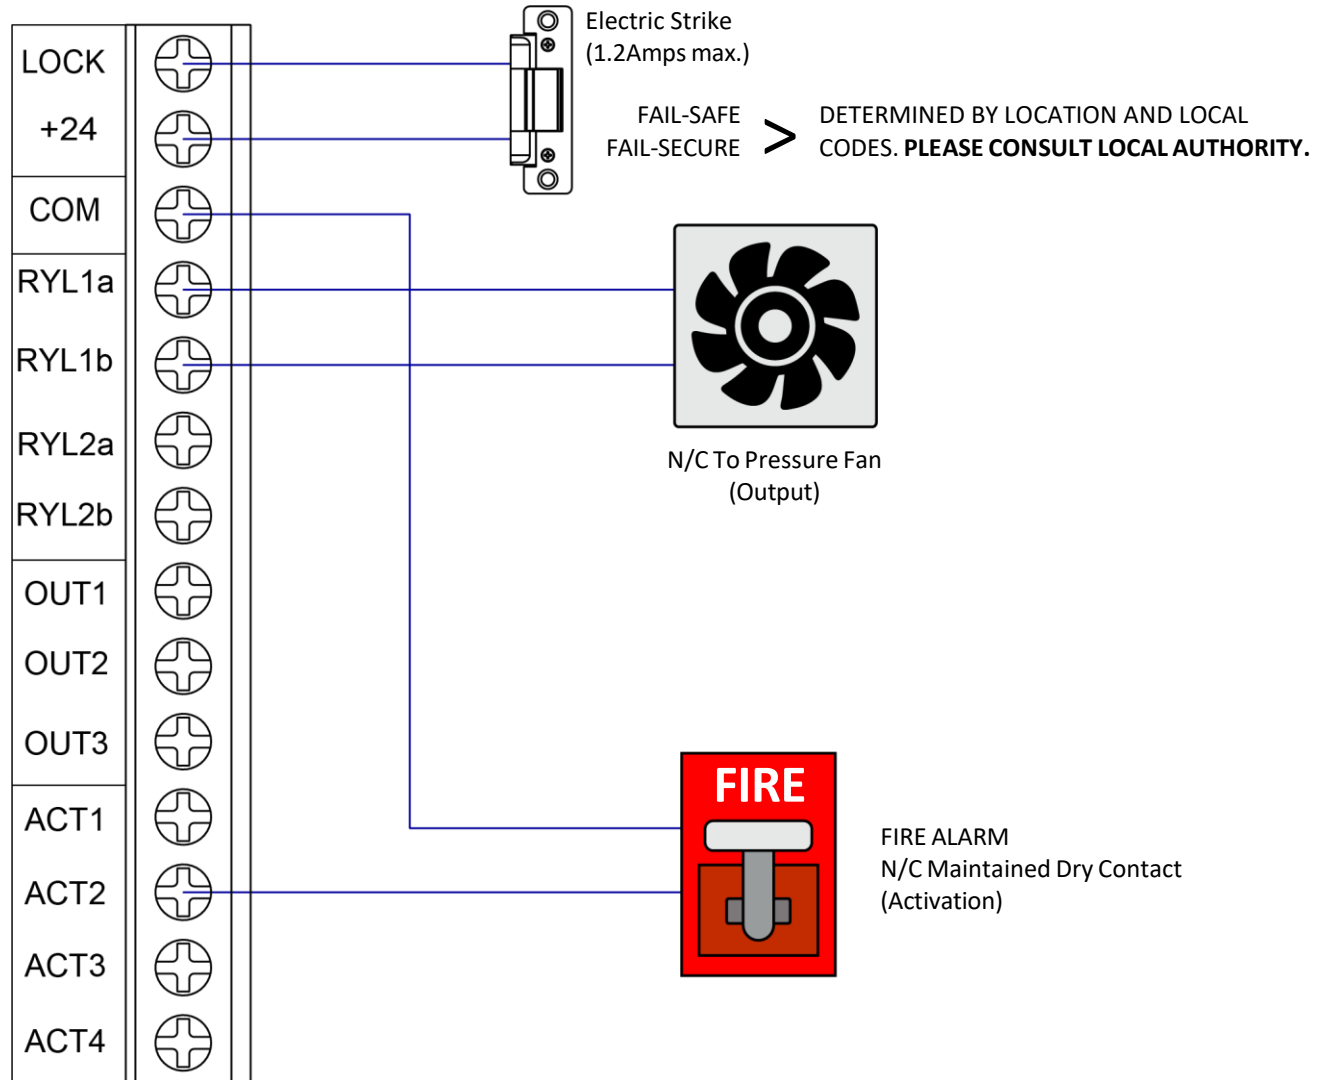 LOCK
+24
COM
RYL1a
RYL1b
RYL2a
RYL2b
OUT1
OUT2
OUT3
ACT1
ACT2
ACT3
ACT4
Electric Strike
(1.2Amps max.)
FAIL-SAFE
FAIL-SECURE
>
DETERMINED BY LOCATION AND LOCAL
CODES. PLEASE CONSULT LOCAL AUTHORITY.
N/C To Pressure Fan
(Output)
FIRE
FIRE ALARM
N/C Maintained Dry Contact
(Activation)